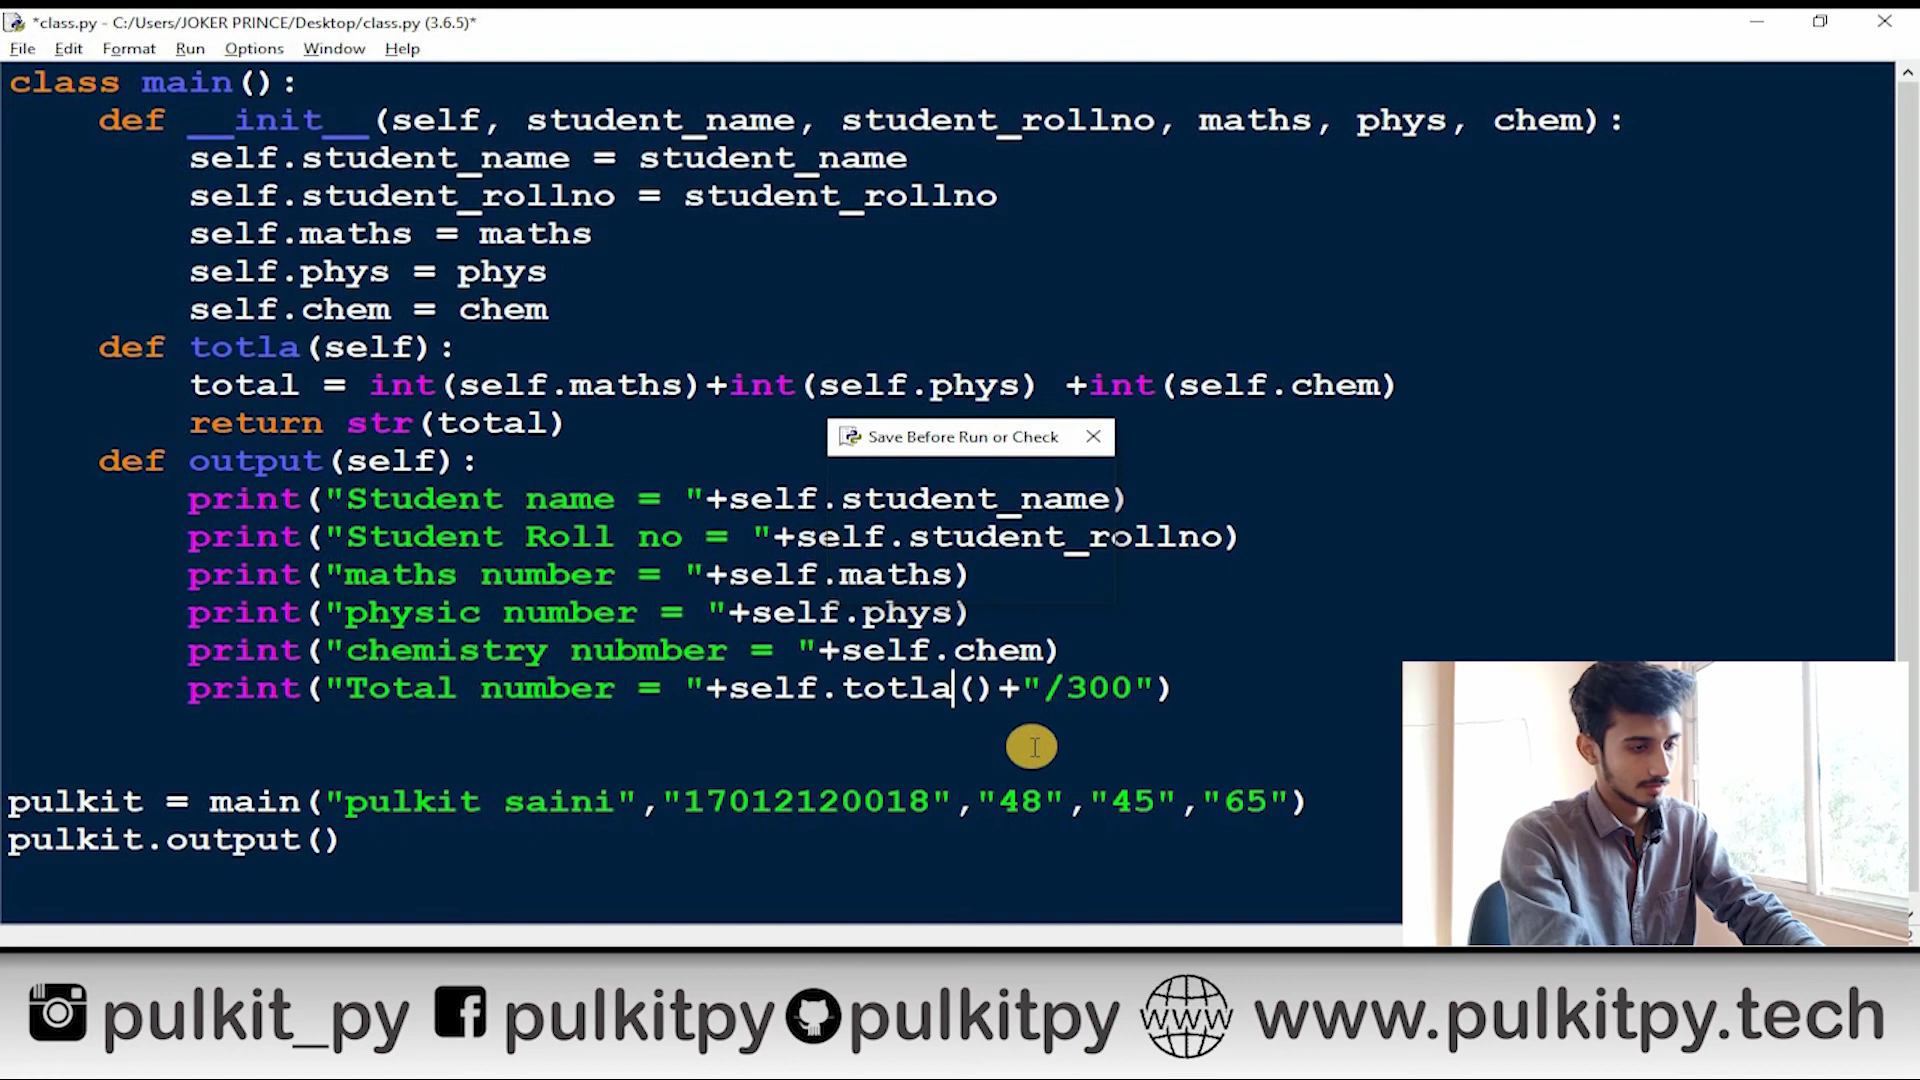 *class.py - C:/Users/JOKER PRINCE/Desktop/class.py (3.6.5)*
File Edit Format Run Options Window Help
class main():
def __init__(self, student_name, student_rollno, maths, phys, chem):
self.student_name = student_name
self.student_rollno = student_rollno
self.maths = maths
self.phys = phys
self.chem = chem
def totla(self):
total = int(self.maths)+int(self.phys) +int(self.chem)
return str(total)
Save Before Run or Check
def output(self):
print("Student name = "+self.student_name)
print("Student Roll no = "+self.student_rollno)
print("maths number = "+self.maths)
print("physic number = "+self.phys)
print("chemistry nubmber = "+self.chem)
print("Total number = "+self.totla()+"/300")
pulkit = main("pulkit saini","17012120018","48","45","65")
pulkit.output()
pulkit_py pulkitpy pulkitpy www www.pulkitpy.tech